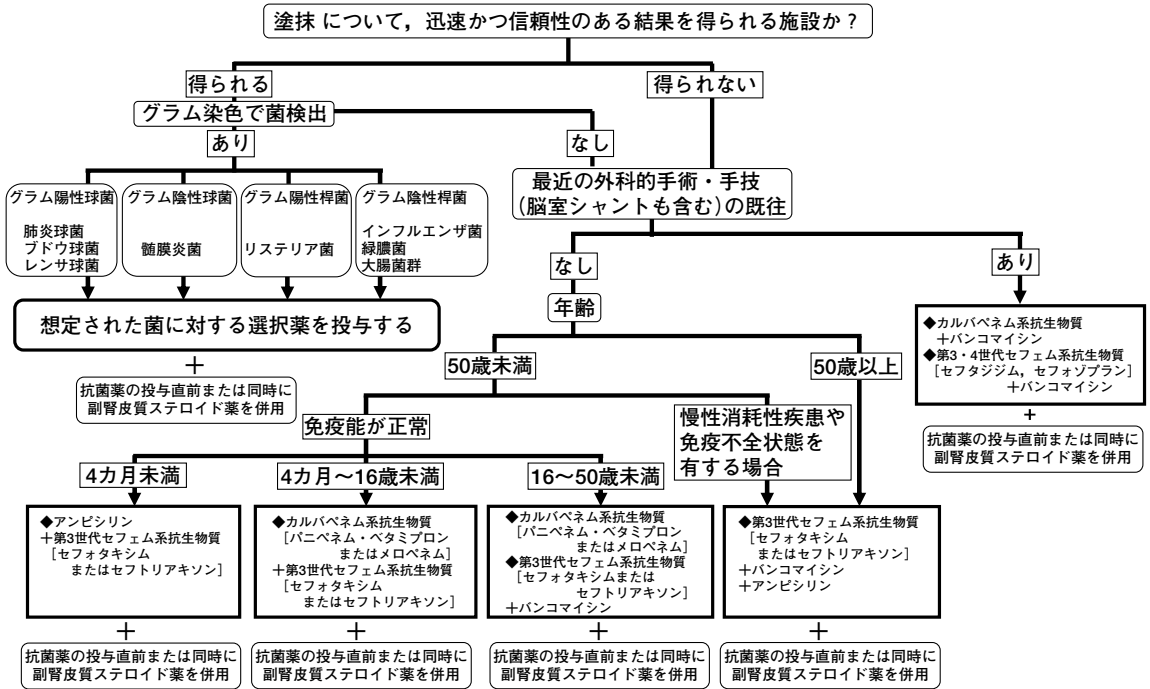 塗抹 について，迅速かつ信頼性のある結果を得られる施設か？
得られる
得られない
グラム染色で菌検出
あり
なし
グラム陽性球菌
肺炎球菌
ブドウ球菌
レンサ球菌
グラム陰性球菌
髄膜炎菌
グラム陽性桿菌
リステリア菌
グラム陰性桿菌
インフルエンザ菌
緑膿菌
大腸菌群
想定された菌に対する選択薬を投与する
＋
抗菌薬の投与直前または同時に
副腎皮質ステロイド薬を併用
最近の外科的手術・手技
(脳室シャントも含む)の既往
なし
あり
年齢
◆カルバペネム系抗生物質
＋バンコマイシン
◆第3・4世代セフェム系抗生物質
［セフタジジム，セフォゾプラン］
＋バンコマイシン
＋
抗菌薬の投与直前または同時に
副腎皮質ステロイド薬を併用
50歳未満
50歳以上
免疫能が正常
慢性消耗性疾患や
免疫不全状態を
有する場合
4カ月未満
4カ月〜16歳未満
16〜50歳未満
◆アンピシリン
＋第3世代セフェム系抗生物質
［セフォタキシム
またはセフトリアキソン］
＋
抗菌薬の投与直前または同時に
副腎皮質ステロイド薬を併用
◆カルバペネム系抗生物質
［パニペネム・ベタミプロン
またはメロペネム］
＋第3世代セフェム系抗生物質
［セフォタキシム
またはセフトリアキソン］
＋
抗菌薬の投与直前または同時に
副腎皮質ステロイド薬を併用
◆カルバペネム系抗生物質
［パニペネム・ベタミプロン
またはメロペネム］
◆第3世代セフェム系抗生物質
［セフォタキシムまたは
セフトリアキソン］
＋バンコマイシン
＋
抗菌薬の投与直前または同時に
副腎皮質ステロイド薬を併用
◆第3世代セフェム系抗生物質
［セフォタキシム
またはセフトリアキソン］
＋バンコマイシン
＋アンピシリン
＋
抗菌薬の投与直前または同時に
副腎皮質ステロイド薬を併用